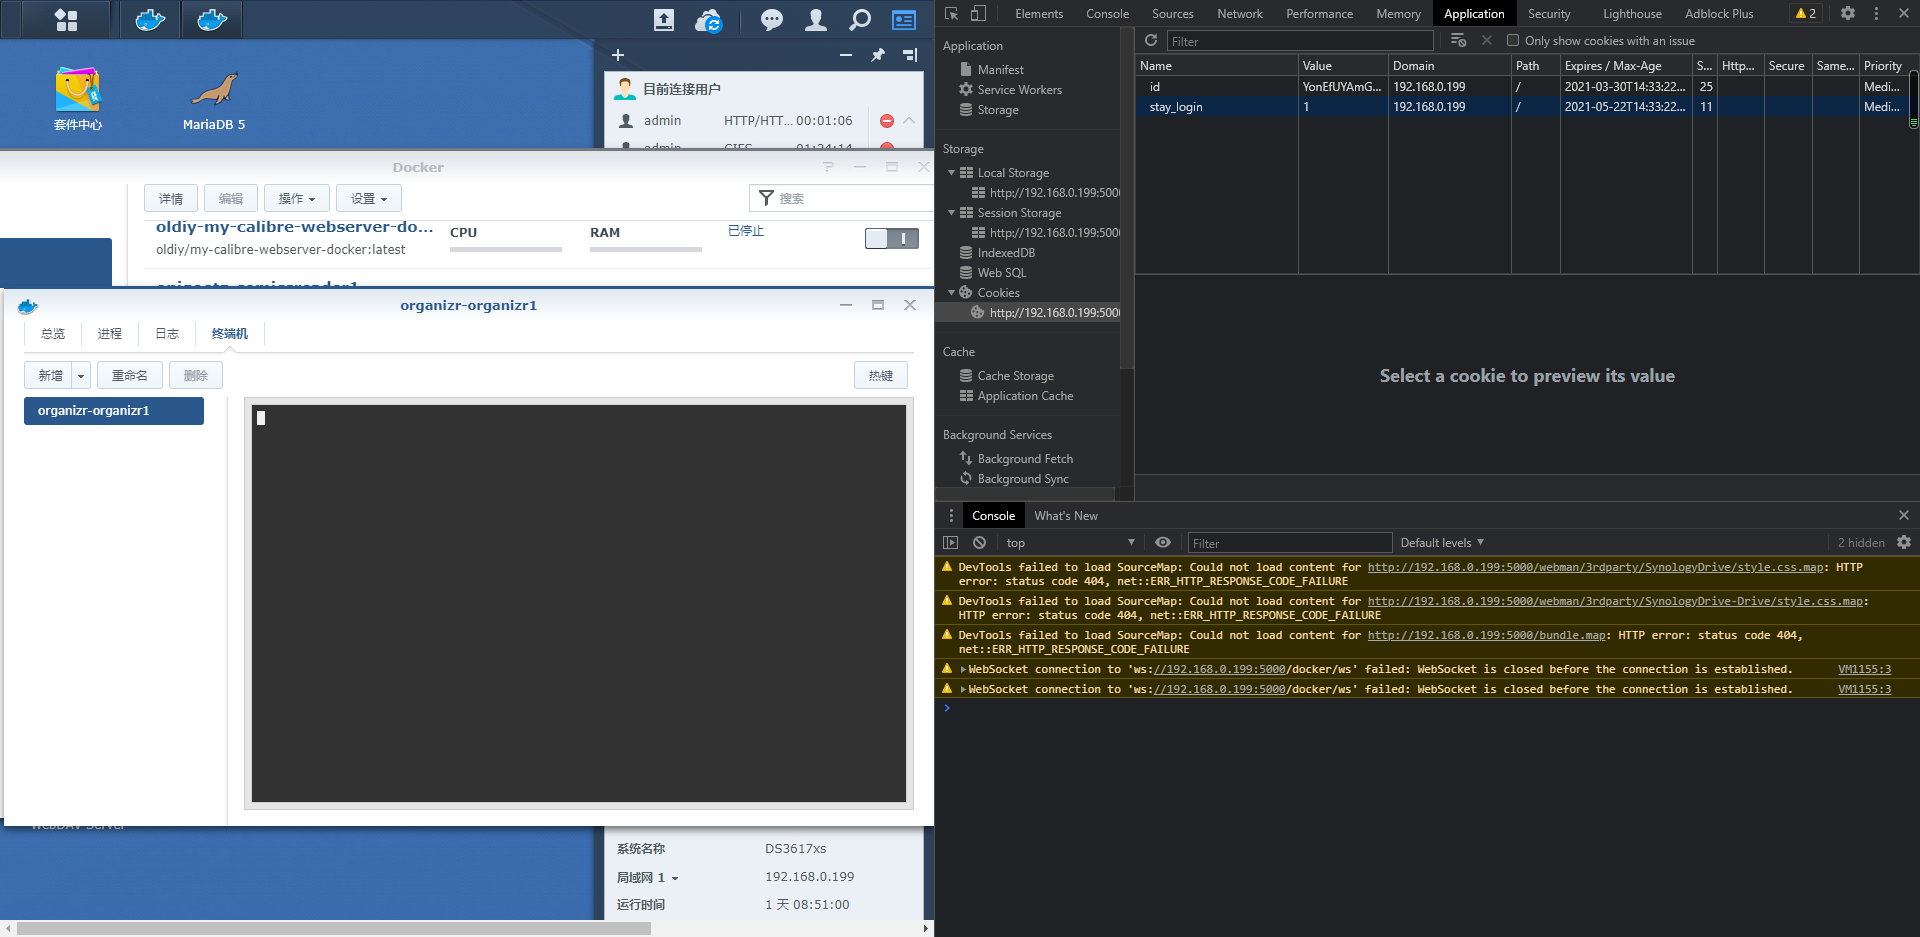 套件中心
MariaDB 5
目前连接用户
admin HTTP/HTT... 00:01:06
admin CIFS 01:24:14
Docker
详情 编辑 操作 设置
搜索
oldiy-my-calibre-webserver-do...
oldiy/my-calibre-webserver-docker:latest
CPU RAM 已停止
organizr-organizr1
总览 进程 日志 终端机
新增 重命名 删除 热键
organizr-organizr1
WebDAV Server
系统名称 DS3617xs
局域网 1 192.168.0.199
运行时间 1 天 08:51:00
Elements Console Sources Network Performance Memory Application Security Lighthouse Adblock Plus 2
Application
Manifest
Service Workers
Storage
Storage
Local Storage
http://192.168.0.199:5000
Session Storage
http://192.168.0.199:5000
IndexedDB
Web SQL
Cookies
http://192.168.0.199:5000
Cache
Cache Storage
Application Cache
Background Services
Background Fetch
Background Sync
Filter
Only show cookies with an issue
Name Value Domain Path Expires / Max-Age S... Http... Secure Same... Priority
id YonEfUYAmG... 192.168.0.199 / 2021-03-30T14:33:22... 25 Medi...
stay_login 1 192.168.0.199 / 2021-05-22T14:33:22... 11 Medi...
Select a cookie to preview its value
Console What's New
top Filter Default levels 2 hidden
DevTools failed to load SourceMap: Could not load content for http://192.168.0.199:5000/webman/3rdparty/SynologyDrive/style.css.map: HTTP
error: status code 404, net::ERR_HTTP_RESPONSE_CODE_FAILURE
DevTools failed to load SourceMap: Could not load content for http://192.168.0.199:5000/webman/3rdparty/SynologyDrive-Drive/style.css.map:
HTTP error: status code 404, net::ERR_HTTP_RESPONSE_CODE_FAILURE
DevTools failed to load SourceMap: Could not load content for http://192.168.0.199:5000/bundle.map: HTTP error: status code 404,
net::ERR_HTTP_RESPONSE_CODE_FAILURE
WebSocket connection to 'ws://192.168.0.199:5000/docker/ws' failed: WebSocket is closed before the connection is established. VM1155:3
WebSocket connection to 'ws://192.168.0.199:5000/docker/ws' failed: WebSocket is closed before the connection is established. VM1155:3